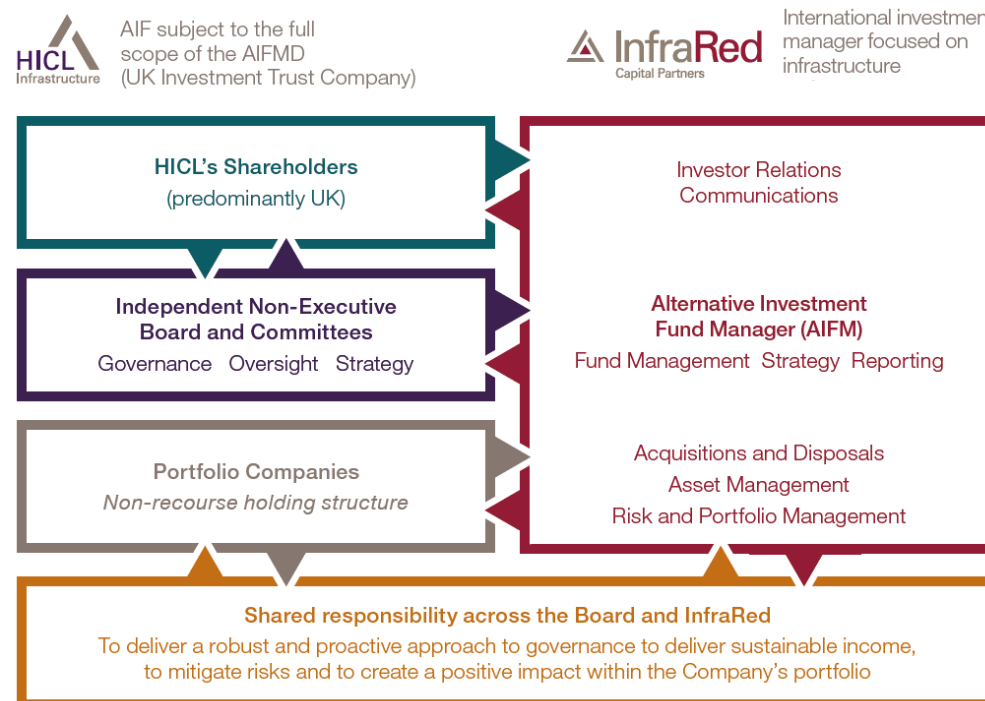 HICL
Infrastructure
AIF subject to the full
scope of the AIFMD
(UK Investment Trust Company)
InfraRed
Capital Partners
International
manager focused on
infrastructure
HICL's Shareholders
(predominantly UK)
Independent Non-Executive
Board and Committees
Governance Oversight Strategy
Portfolio Companies
Non-recourse holding structure
Investor Relations
Communications
Alternative Investment
Fund Manager (AIFM)
Fund Management Strategy Reporting
Acquisitions and Disposals
Asset Management
Risk and Portfolio Management
Shared responsibility across the Board and InfraRed
To deliver a robust and proactive approach to governance to deliver sustainable income,
to mitigate risks and to create a positive impact within the Company's portfolio